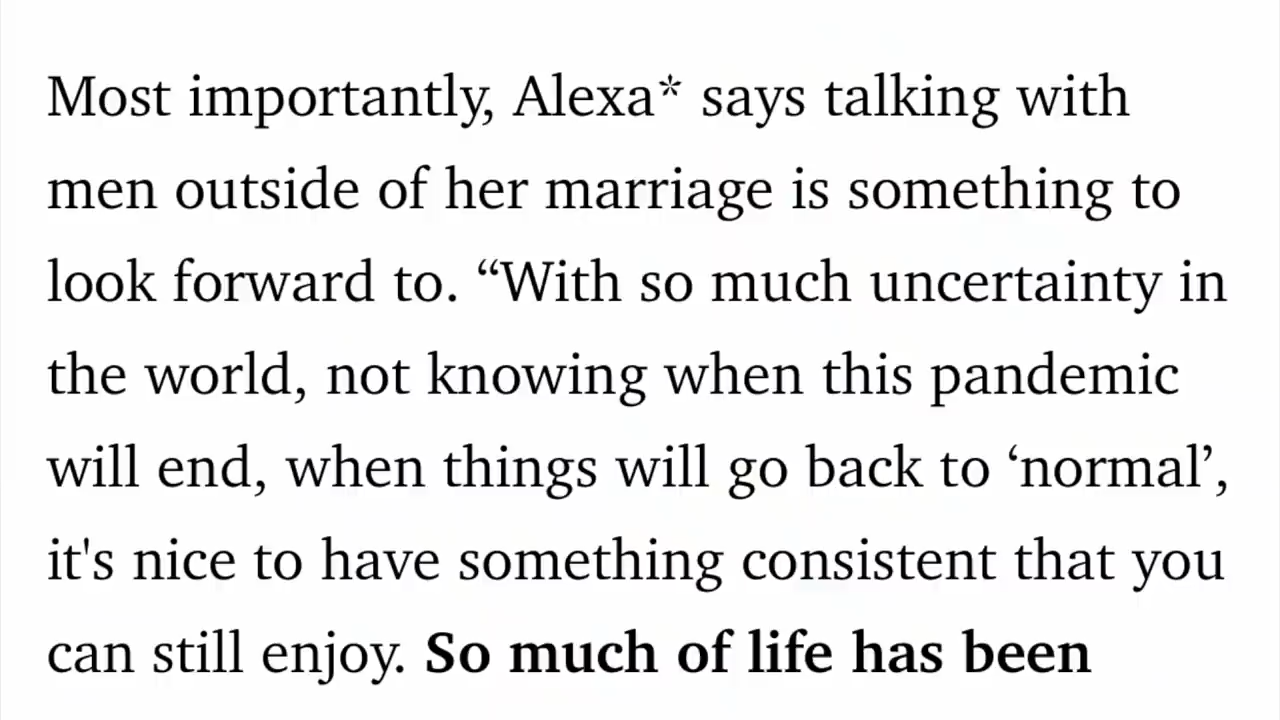 Most importantly, Alexa* says talking with
men outside of her marriage is something to
look forward to. “With so much uncertainty in
the world, not knowing when this pandemic
will end, when things will go back to ‘normal’,
it's nice to have something consistent that you
can still enjoy. So much of life has been